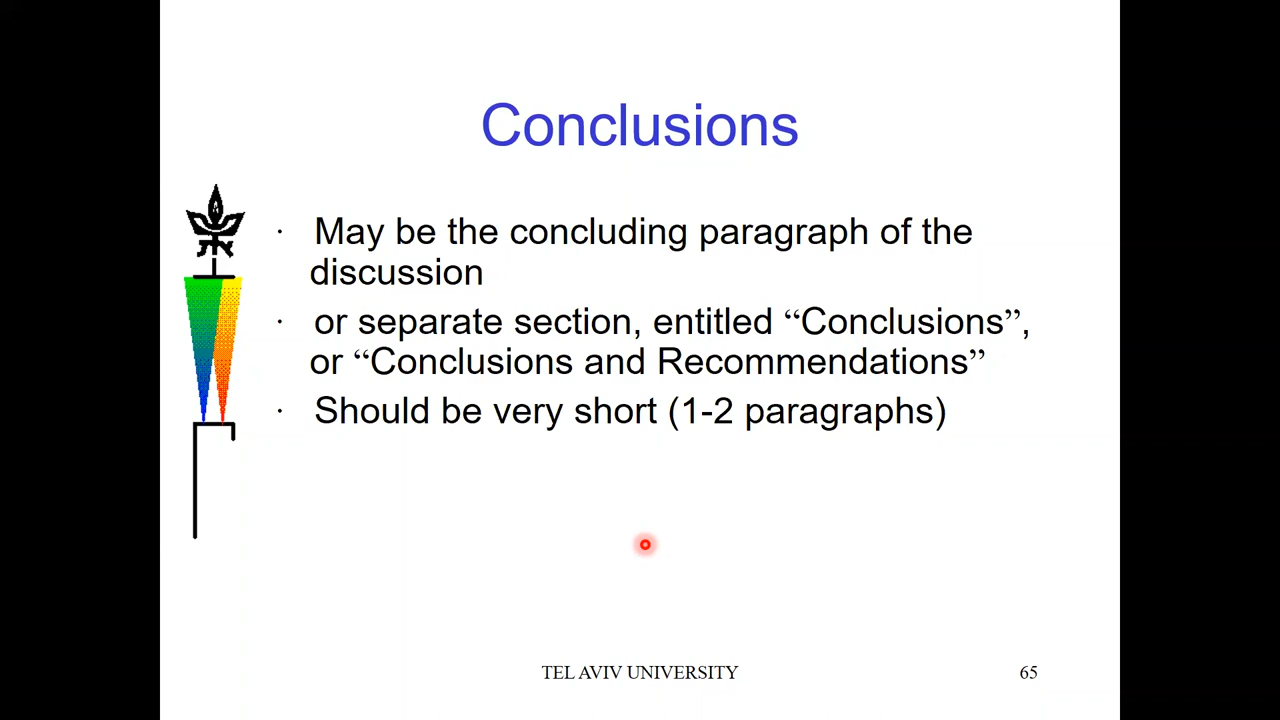 Conclusions
· May be the concluding paragraph of the
discussion
· or separate section, entitled “Conclusions”,
or “Conclusions and Recommendations”
· Should be very short (1-2 paragraphs)
TEL AVIV UNIVERSITY 65